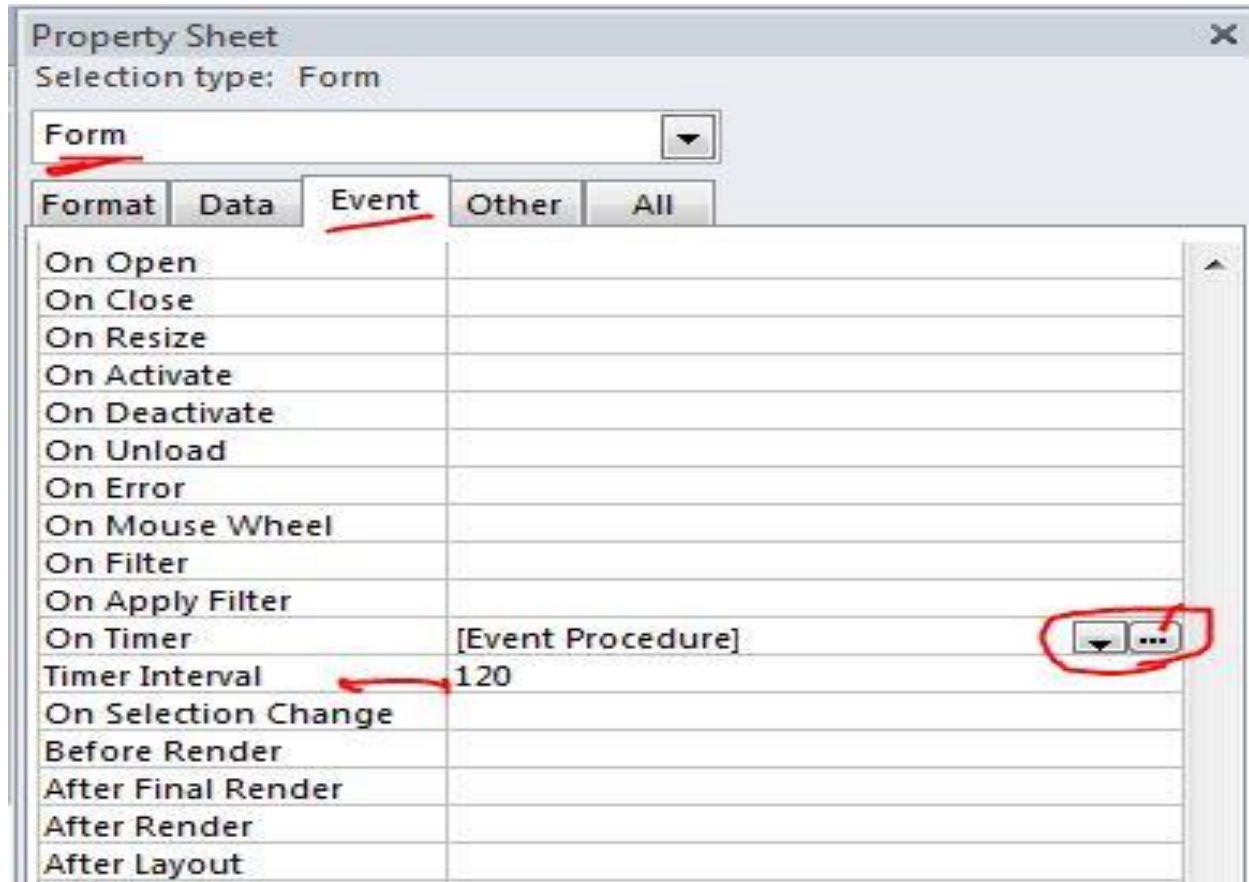 Property Sheet
Selection type: Form
Form
Format Data Event Other All
On Open
On Close
On Resize
On Activate
On Deactivate
On Unload
On Error
On Mouse Wheel
On Filter
On Apply Filter
On Timer [Event Procedure]
Timer Interval 120
On Selection Change
Before Render
After Final Render
After Render
After Layout